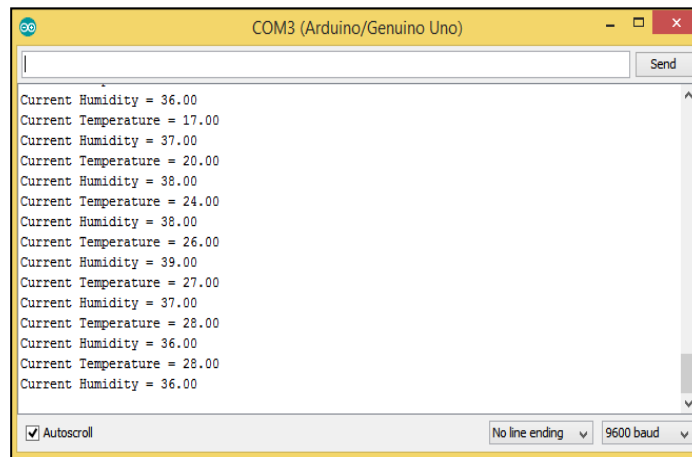 COM3 (Arduino/Genuino Uno)
Send
Current Humidity = 36.00
Current Temperature = 17.00
Current Humidity = 37.00
Current Temperature = 20.00
Current Humidity = 38.00
Current Temperature = 24.00
Current Humidity = 38.00
Current Temperature = 26.00
Current Humidity = 39.00
Current Temperature = 27.00
Current Humidity = 37.00
Current Temperature = 28.00
Current Humidity = 36.00
Current Temperature = 28.00
Current Humidity = 36.00
Autoscroll No line ending 9600 baud